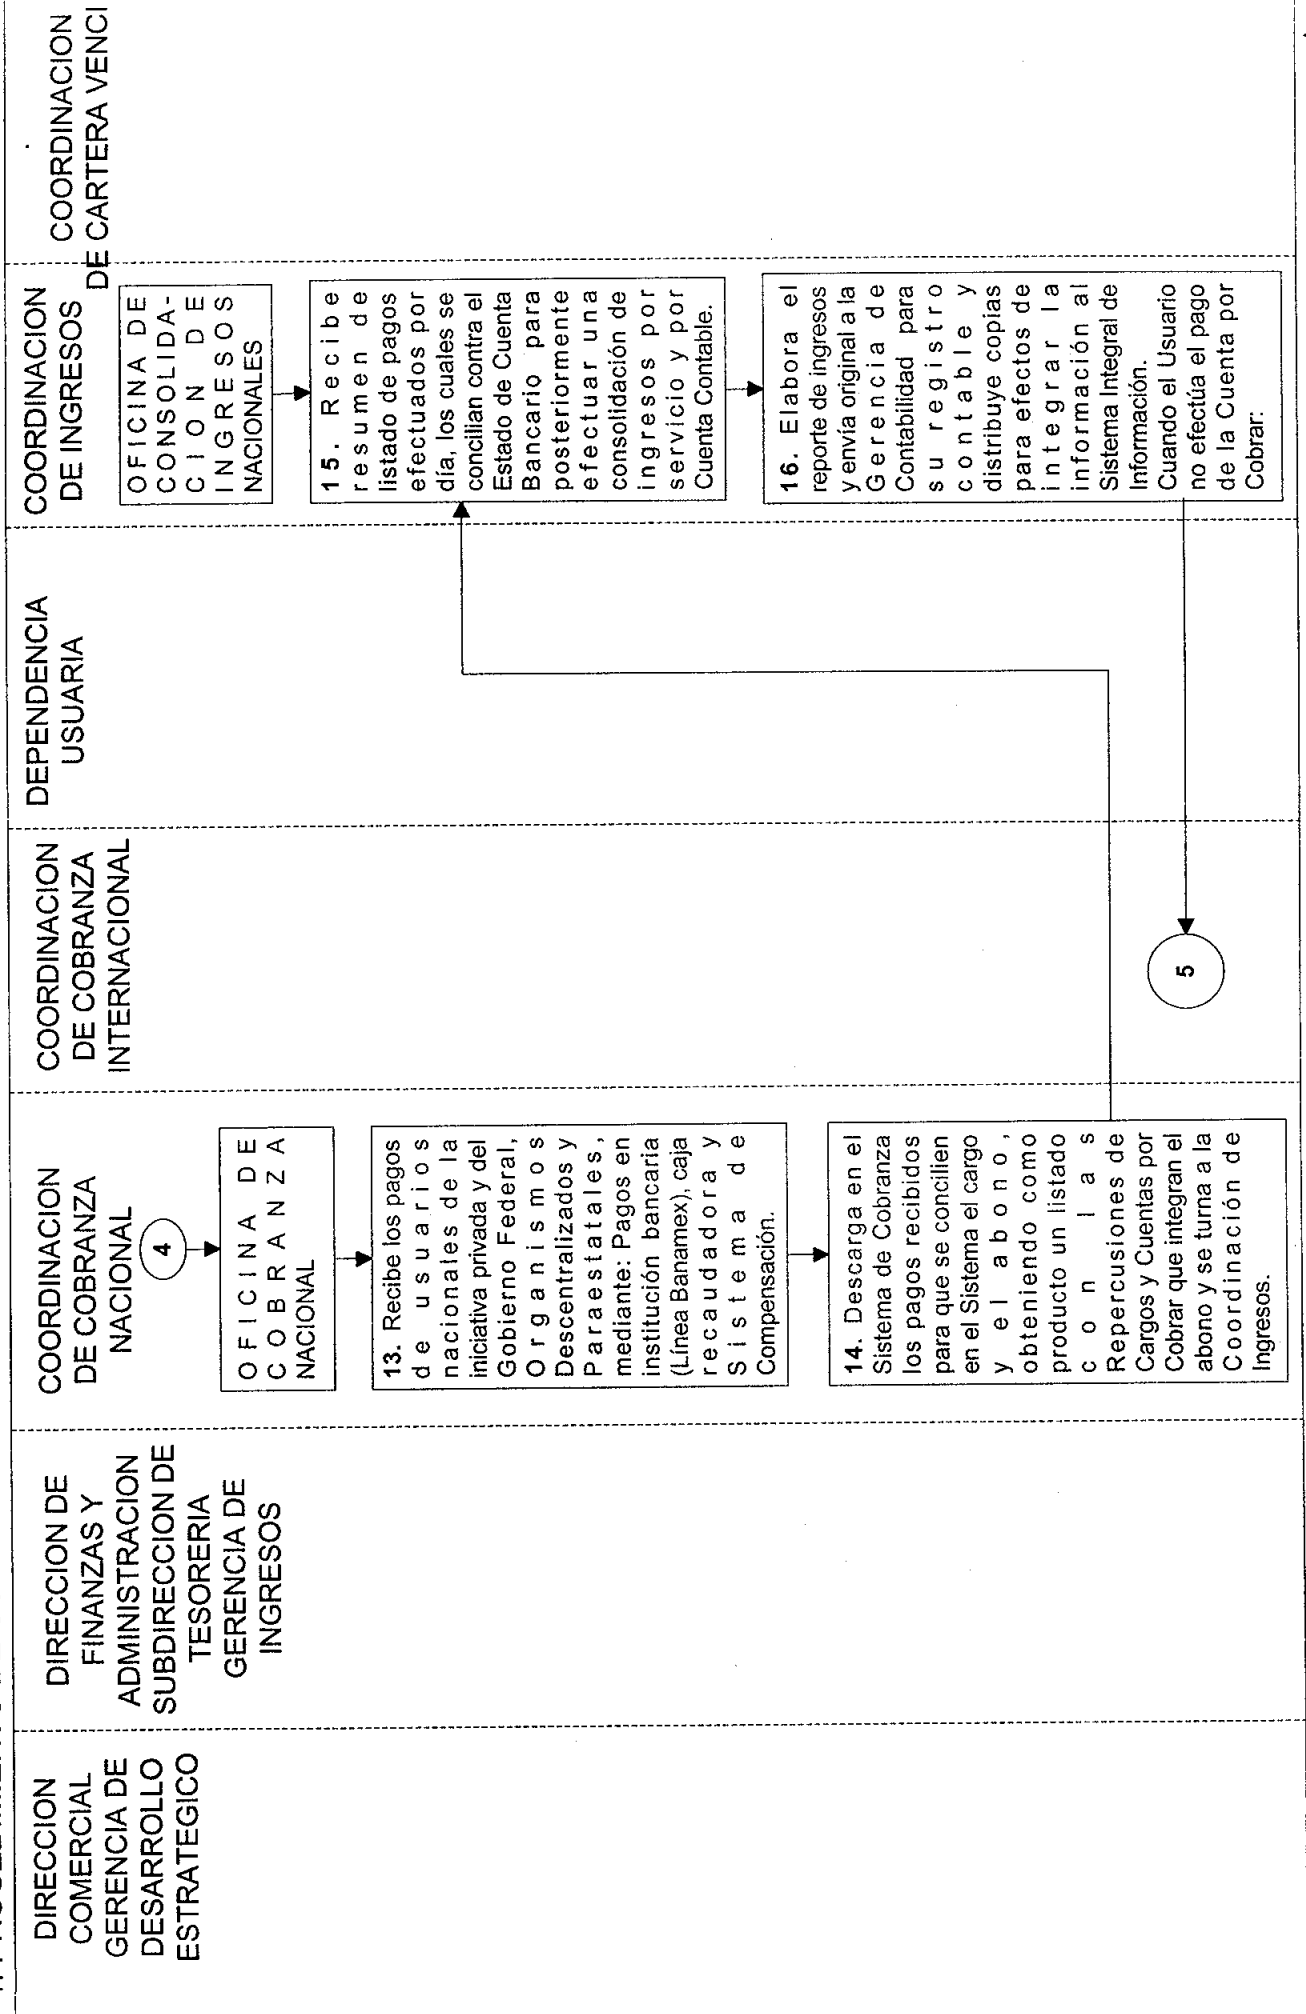 DIRECCION
COMERCIAL
GERENCIA DE
DESARROLLO
ESTRATEGICO
DIRECCION DE
FINANZAS Y
ADMINISTRACION
SUBDIRECCION DE
TESORERIA
GERENCIA DE
INGRESOS
COORDINACION
DE COBRANZA
NACIONAL
4
OFICINA DE
COBRANZA
NACIONAL
13. Recibe los pagos
de usuarios
nacionales de la
iniciativa privada y del
Gobierno Federal,
Organismos
Descentralizados y
Paraestatales,
mediante: Pagos en
institución bancaria
(Línea Banamex), caja
recaudadora y
Sistema de
Compensación.
14. Descarga en el
Sistema de Cobranza
los pagos recibidos
para que se concilien
en el Sistema el cargo
y el abono,
obteniendo como
producto un listado
con las
Repercusiones de
Cargos y Cuentas por
Cobrar que integran el
abono y se turna a la
Coordinación de
Ingresos.
COORDINACION
DE COBRANZA
INTERNACIONAL
5
DEPENDENCIA
USUARIA
COORDINACION
DE INGRESOS
OFICINA DE
CONSOLIDA-
CION DE
INGRESOS
NACIONALES
15. Recibe
resumen de
listado de pagos
efectuados por
día, los cuales se
concilian contra el
Estado de Cuenta
Bancario para
posteriormente
efectuar una
consolidación de
ingresos por
servicio y por
Cuenta Contable.
16. Elabora el
reporte de ingresos
y envía original a la
Gerencia de
Contabilidad para
su registro
contable y
distribuye copias
para efectos de
integrar la
información al
Sistema Integral de
Información.
Cuando el Usuario
no efectúa el pago
de la Cuenta por
Cobrar:
COORDINACION
DE CARTERA VENCI